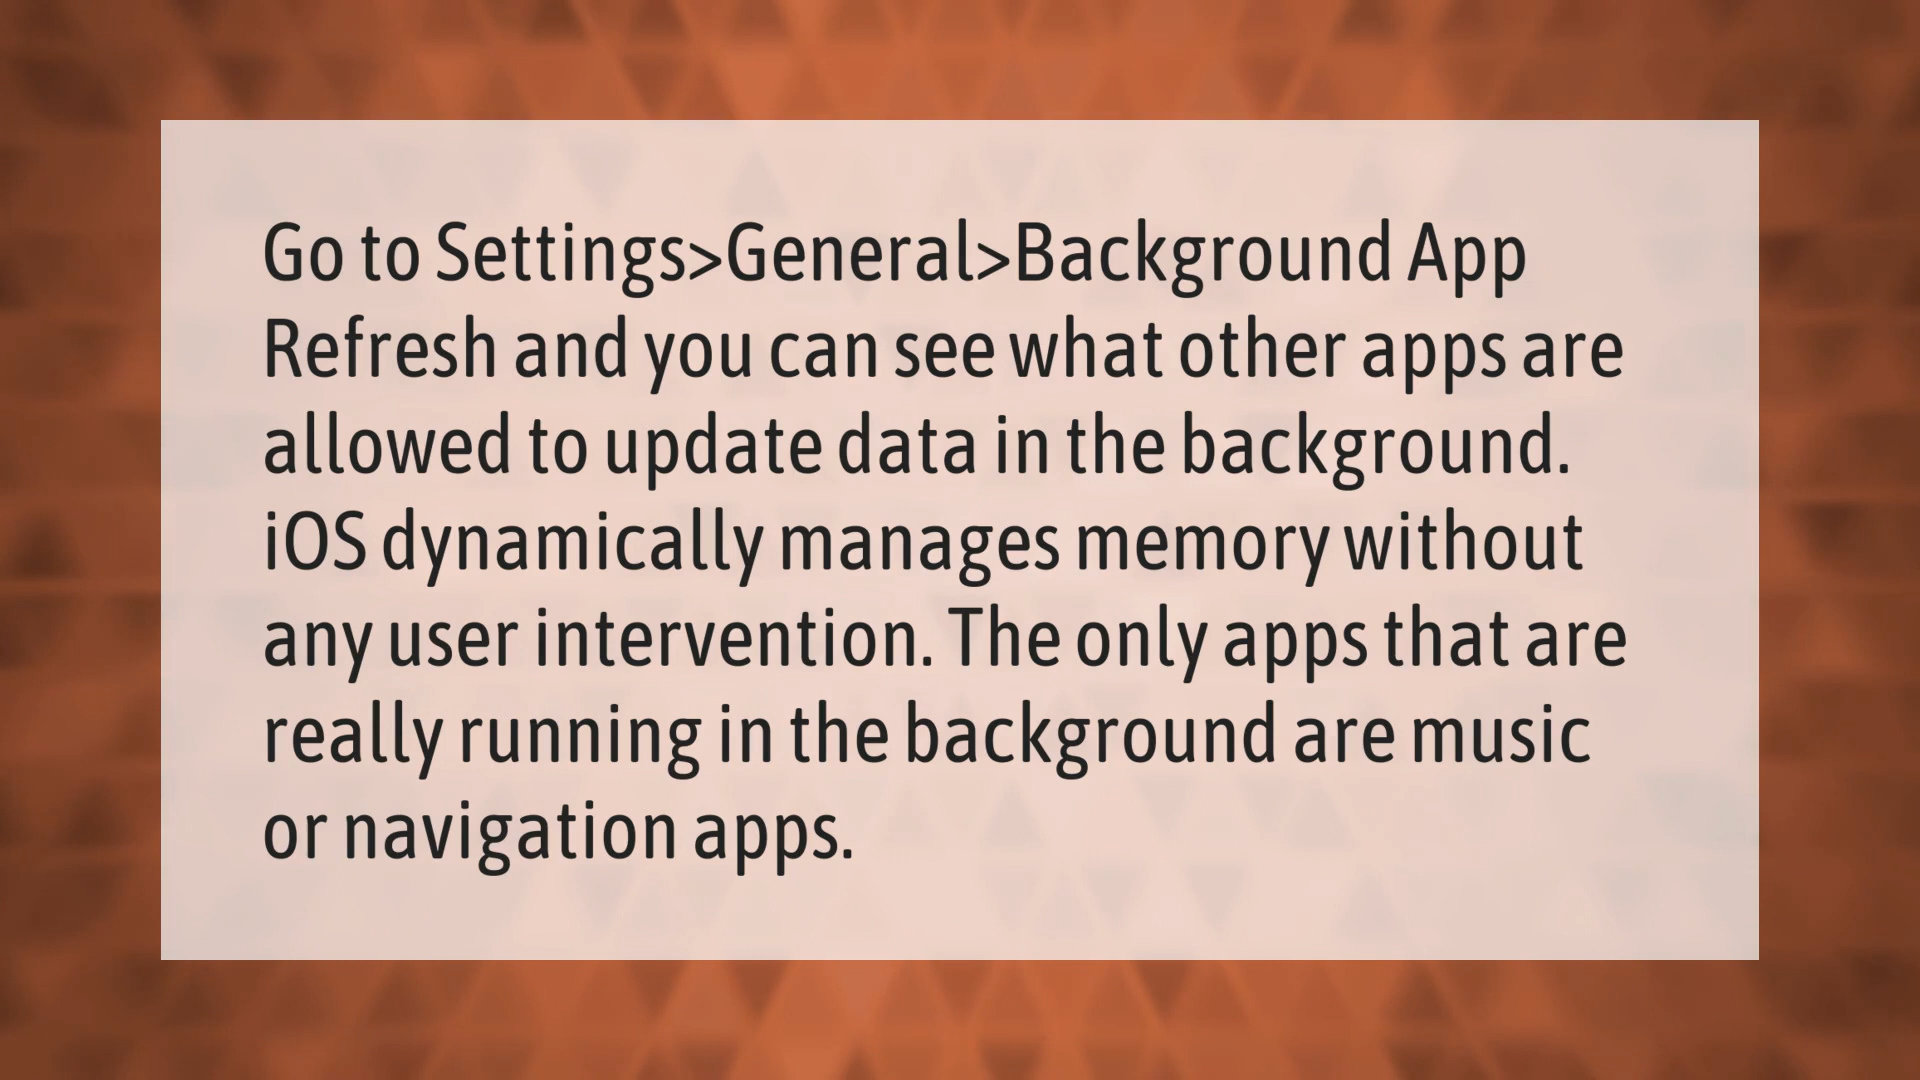 Go to Settings>General>Background App
Refresh and you can see what other apps are
allowed to update data in the background.
iOS dynamically manages memory without
any user intervention. The only apps that are
really running in the background are music
or navigation apps.